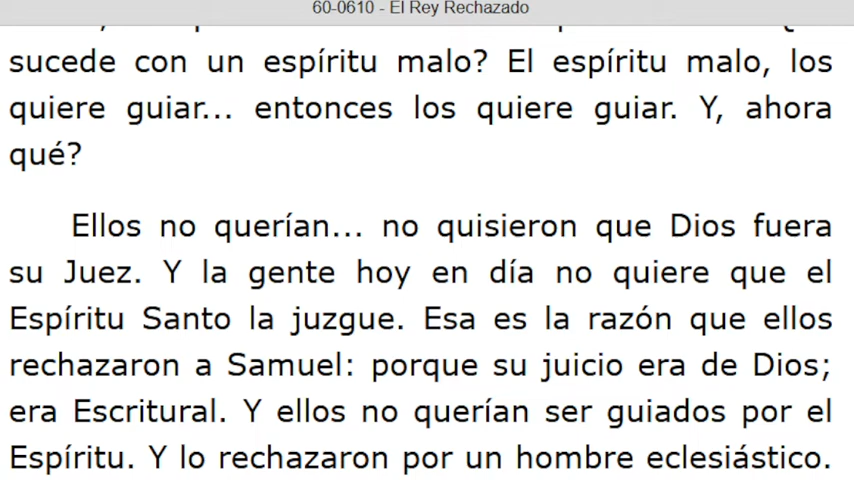 60-0610 - El Rey Rechazado
sucede con un espíritu malo? El espíritu malo, los
quiere guiar... entonces los quiere guiar. Y, ahora
qué?
Ellos no querían... no quisieron que Dios fuera
su Juez. Y la gente hoy en día no quiere que el
Espíritu Santo la juzgue. Esa es la razón que ellos
rechazaron a Samuel: porque su juicio era de Dios;
era Escritural. Y ellos no querían ser guiados por el
Espíritu. Y lo rechazaron por un hombre eclesiástico.